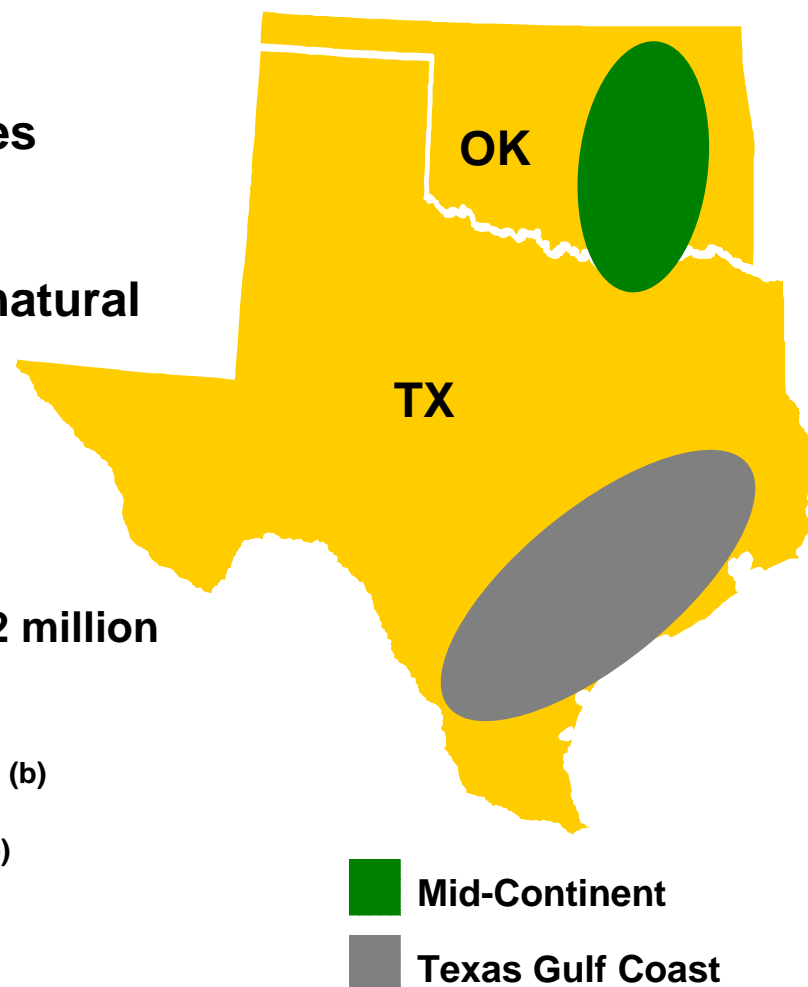 es
OK
natural
TX
2 million
(b)
)
Mid-Continent
Texas Gulf Coast